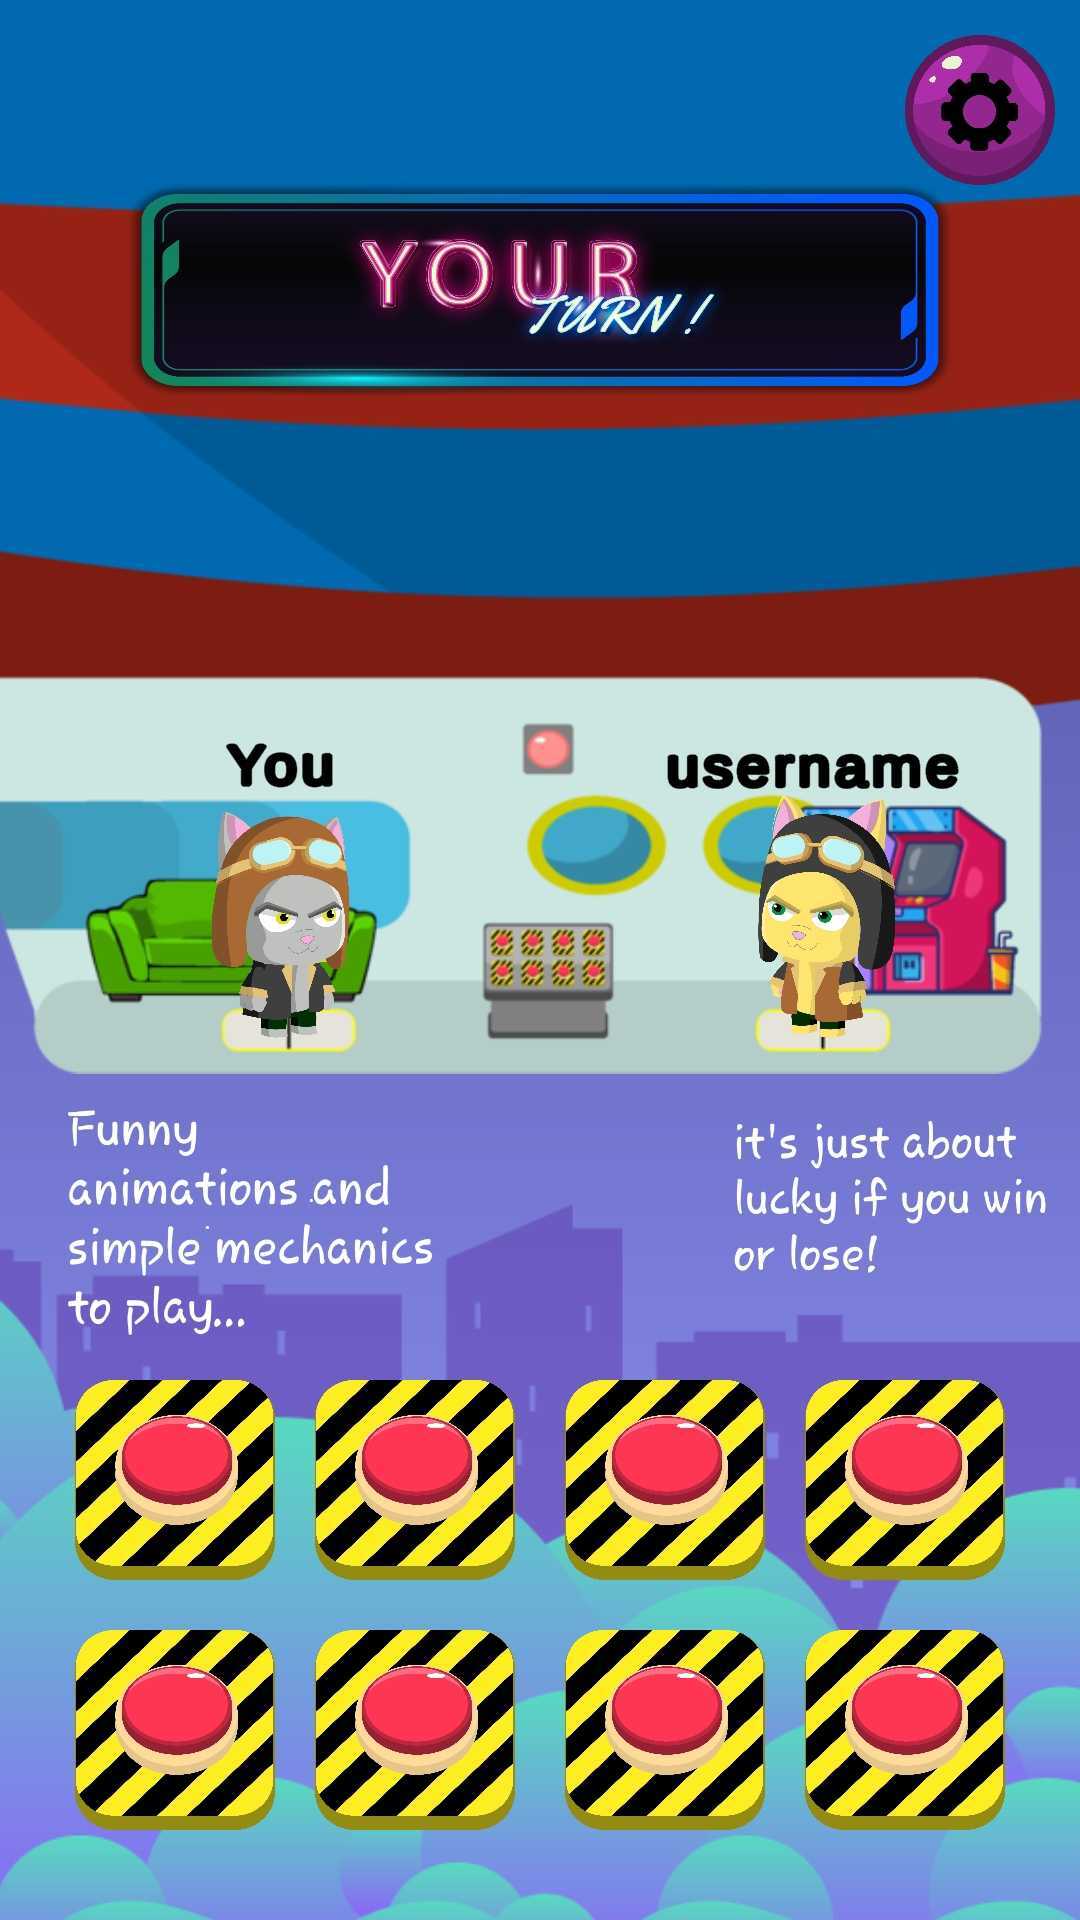 YOUR
TURN!
You
username
Funny
animations and
simple mechanics
to play...
it's just about
lucky if you win
or lose!